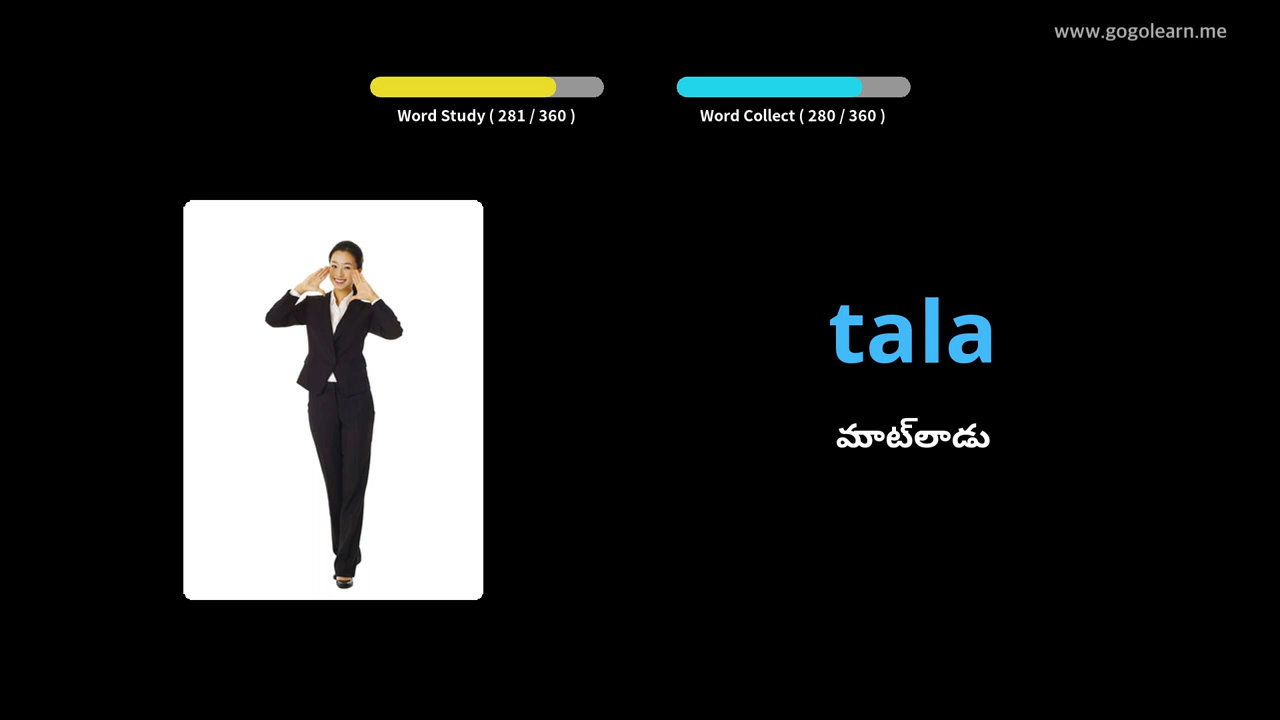 www.gogolearn.me
Word Study ( 281 / 360 )
Word Collect ( 280 / 360 )
tala
మాట్‌లాడు